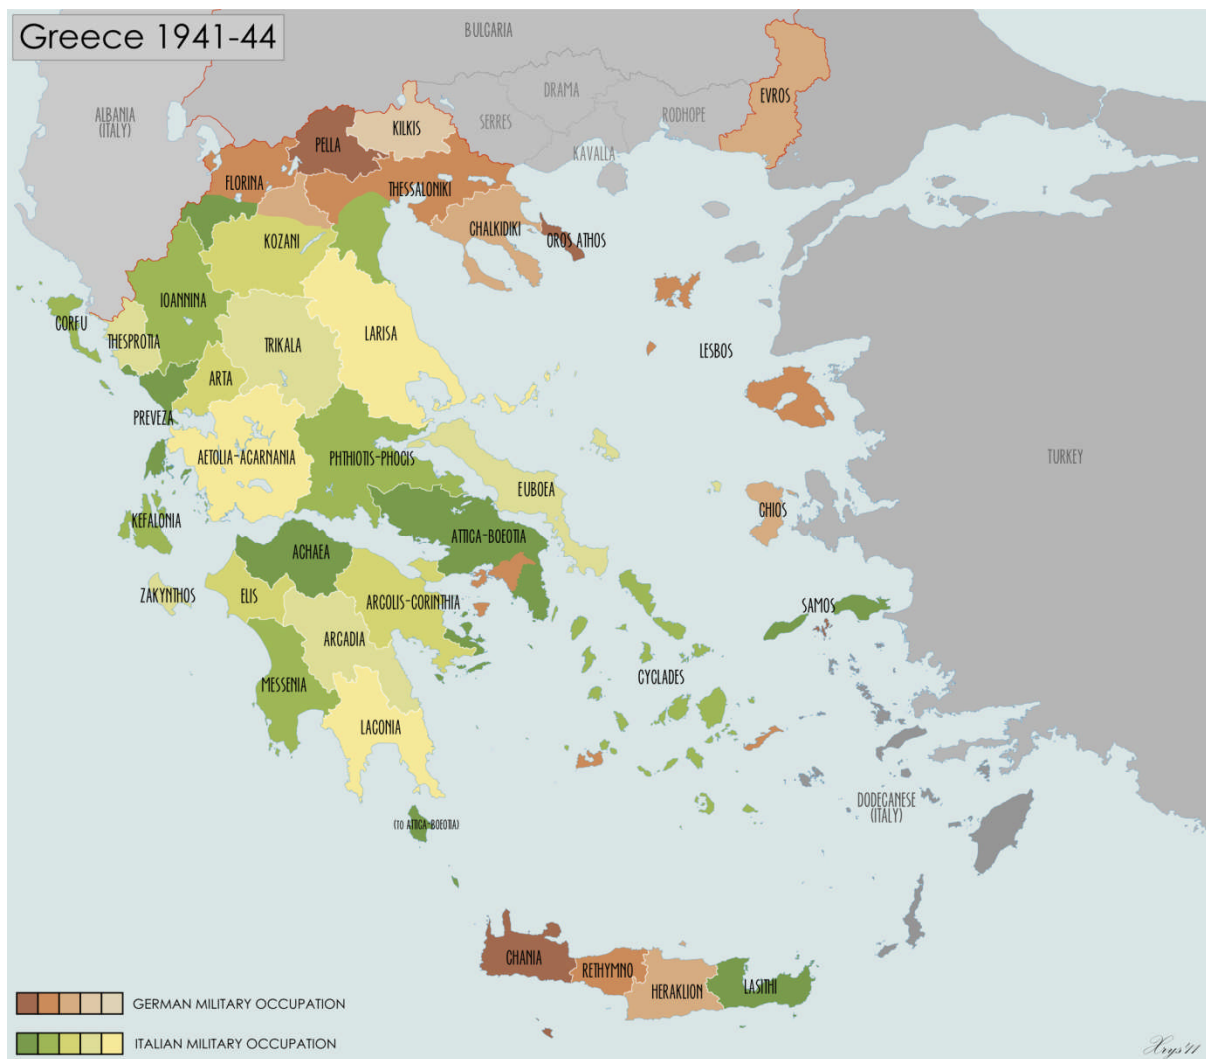 Greece 1941-44
BULGARIA
ALBANIA
(ITALY)
DRAMA
SERRES
RODHOPE
KAVALLA
EVROS
PELLA
KILKIS
FLORINA
THESSALONIKI
CHALKIDIKI
OROS ATHOS
KOZANI
IOANNINA
CORFU
THESPROTIA
TRIKALA
LARISA
LESBOS
ARTA
PREVEZA
AETOLIA-ACARNANIA
PHTHIOTIS-PHOCIS
EUBOEA
TURKEY
CHIOS
KEFALONIA
ATTICA-BOEOTIA
ACHAEA
ZAKYNTHOS
ELIS
ARGOLIS-CORINTHIA
SAMOS
ARCADIA
CYCLADES
MESSENIA
LACONIA
DODECANESE
(ITALY)
(TO ATTICA-BOEOTIA)
CHANIA
RETHYMNO
HERAKLION
LASITHI
GERMAN MILITARY OCCUPATION
ITALIAN MILITARY OCCUPATION